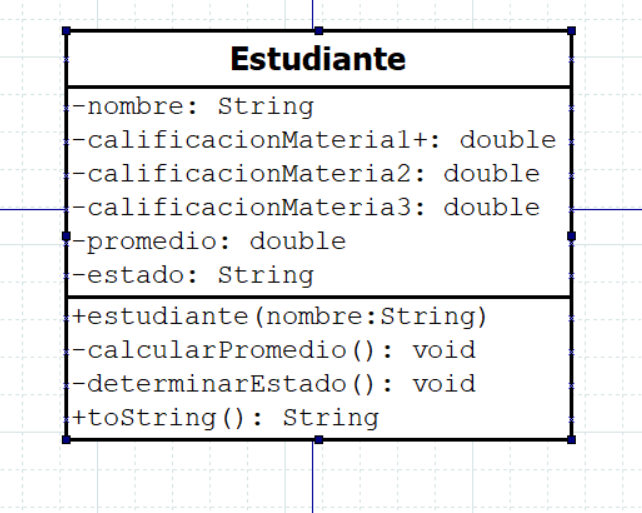 Estudiante
-nombre: String
-calificacionMateria1+: double
-calificacionMateria2: double
-calificacionMateria3: double
-promedio: double
-estado: String
+estudiante(nombre:String)
-calcularPromedio(): void
-determinarEstado(): void
+toString(): String